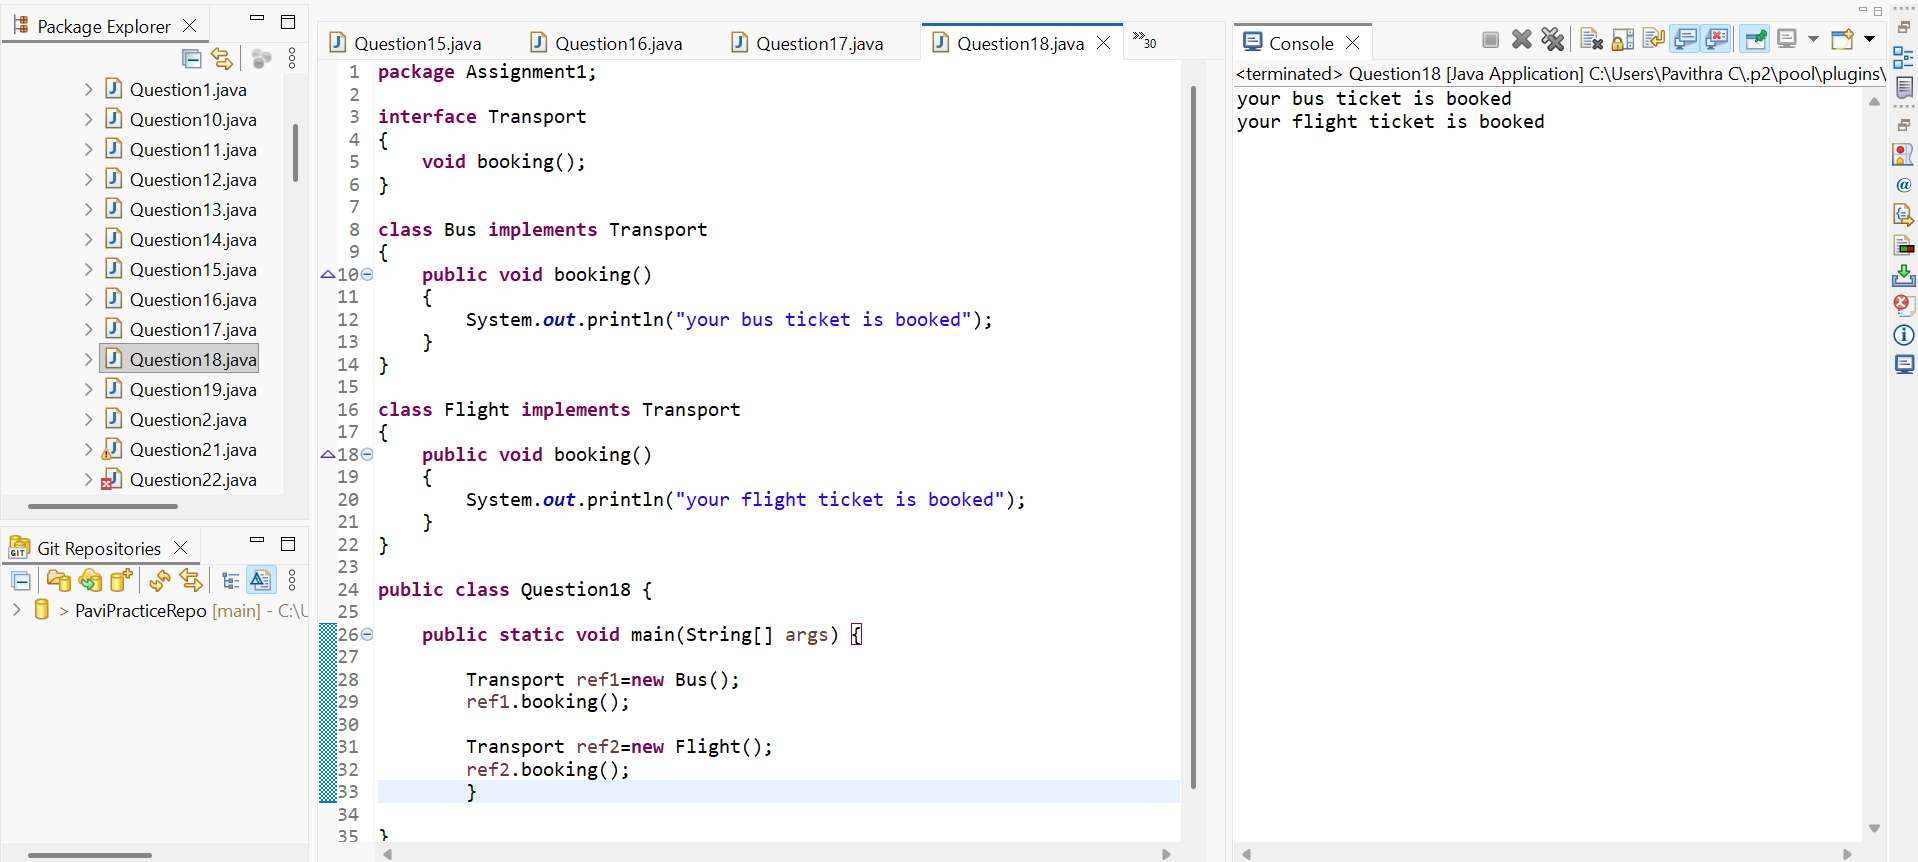 Package Explorer
Question1.java
Question10.java
Question11.java
Question12.java
Question13.java
Question14.java
Question15.java
Question16.java
Question17.java
Question18.java
Question19.java
Question2.java
Question21.java
Question22.java
Git Repositories
> PaviPracticeRepo [main] - C:\U
Question15.java Question16.java Question17.java Question18.java »30
1 package Assignment1;
2
3 interface Transport
4 {
5 void booking();
6 }
7
8 class Bus implements Transport
9 {
10 public void booking()
11 {
12 System.out.println("your bus ticket is booked");
13 }
14 }
15
16 class Flight implements Transport
17 {
18 public void booking()
19 {
20 System.out.println("your flight ticket is booked");
21 }
22 }
23
24 public class Question18 {
25
26 public static void main(String[] args) {
27
28 Transport ref1=new Bus();
29 ref1.booking();
30
31 Transport ref2=new Flight();
32 ref2.booking();
33 }
34
35 }
Console
<terminated> Question18 [Java Application] C:\Users\Pavithra C\.p2\pool\plugins\
your bus ticket is booked
your flight ticket is booked